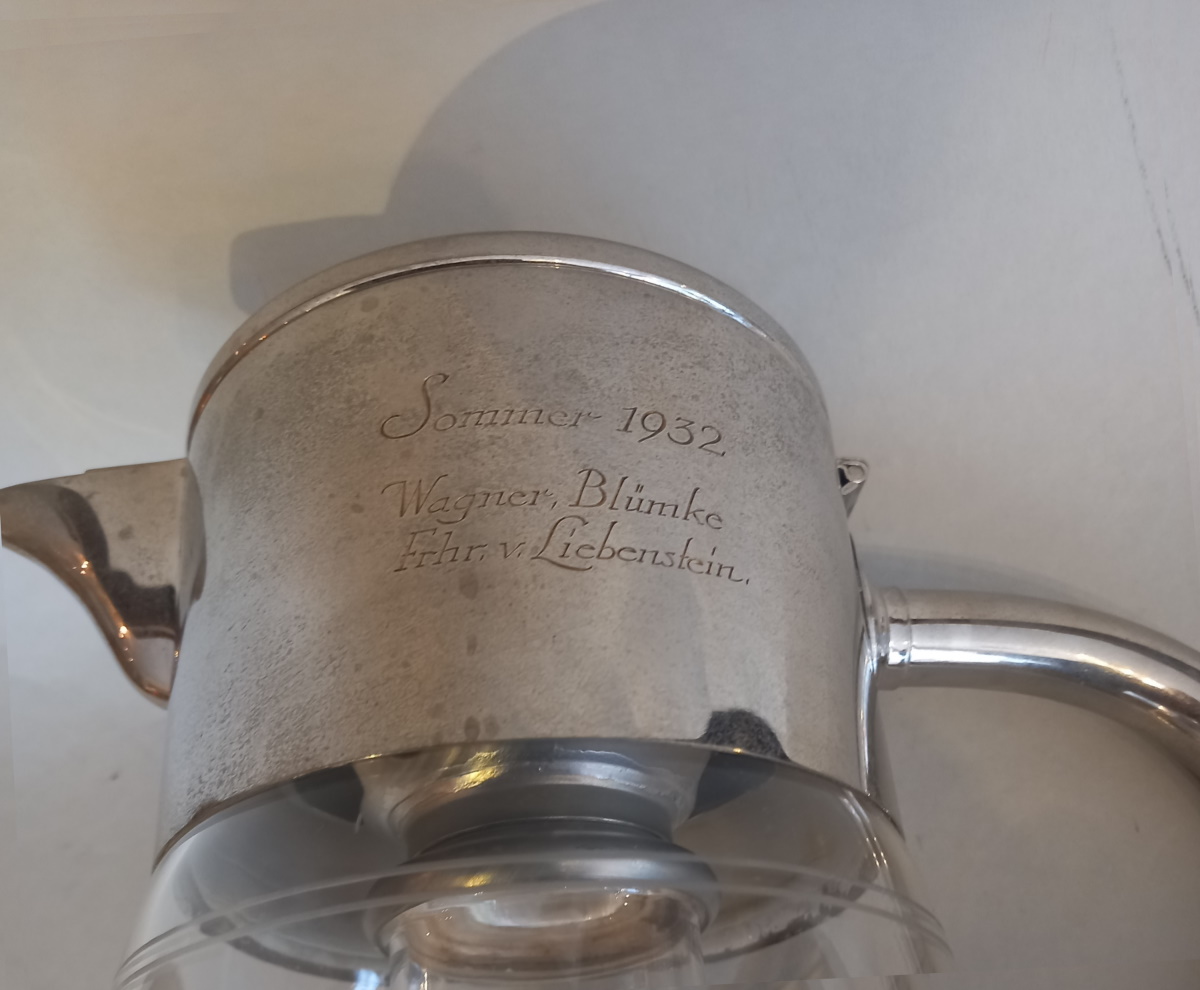 Sommer 1932
Wagner, Blümke
Frhr. v. Liebenstein.